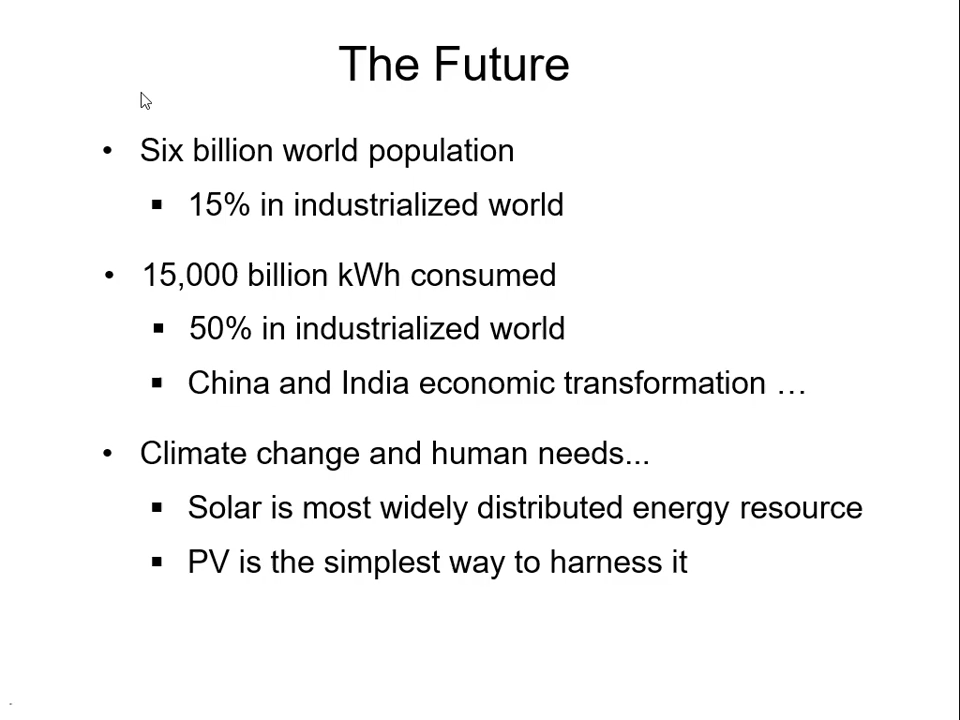 The Future
• Six billion world population
▪ 15% in industrialized world
• 15,000 billion kWh consumed
▪ 50% in industrialized world
▪ China and India economic transformation …
• Climate change and human needs...
▪ Solar is most widely distributed energy resource
▪ PV is the simplest way to harness it